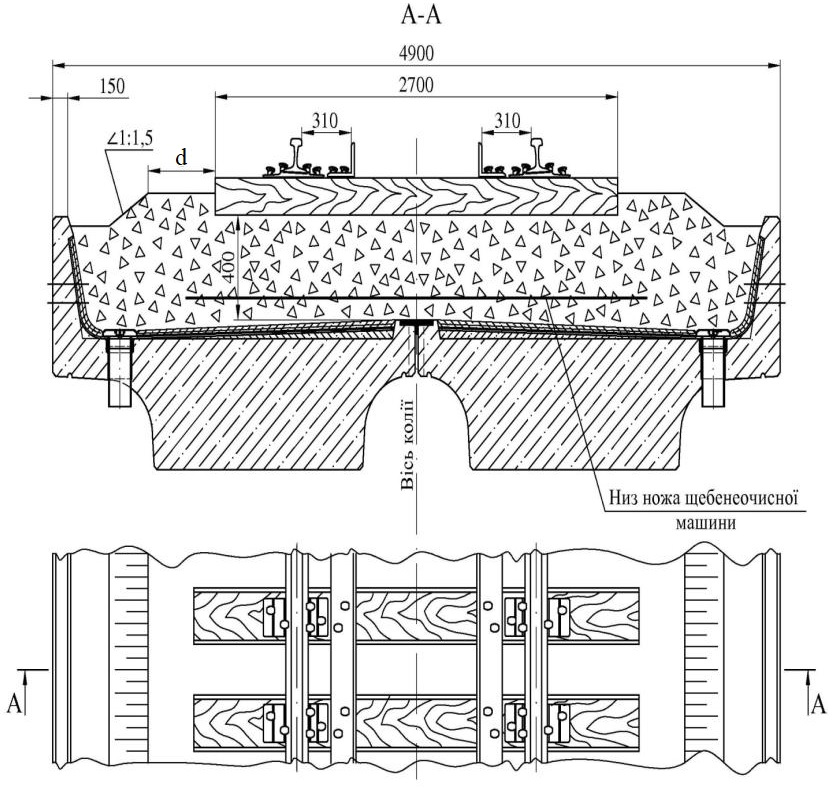 А-А
4900
150
2700
310
310
∠1:1,5
d
400
Вісь колії
Низ ножа щебенеочисної
машини
А
А